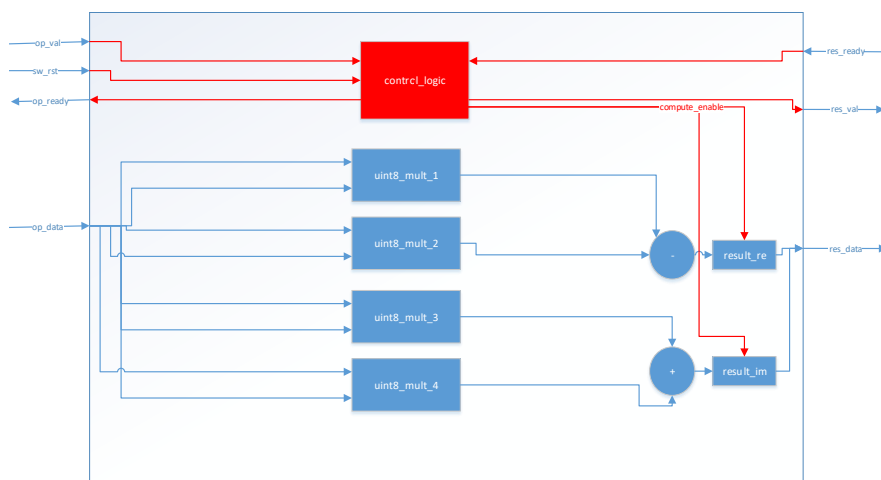 op_val
sw_rst
op_ready
contrcl_logic
res_ready
compute_enable
res_val
uint8_mult_1
op_data
uint8_mult_2
-
result_re
res_data
uint8_mult_3
+
result_im
uint8_mult_4